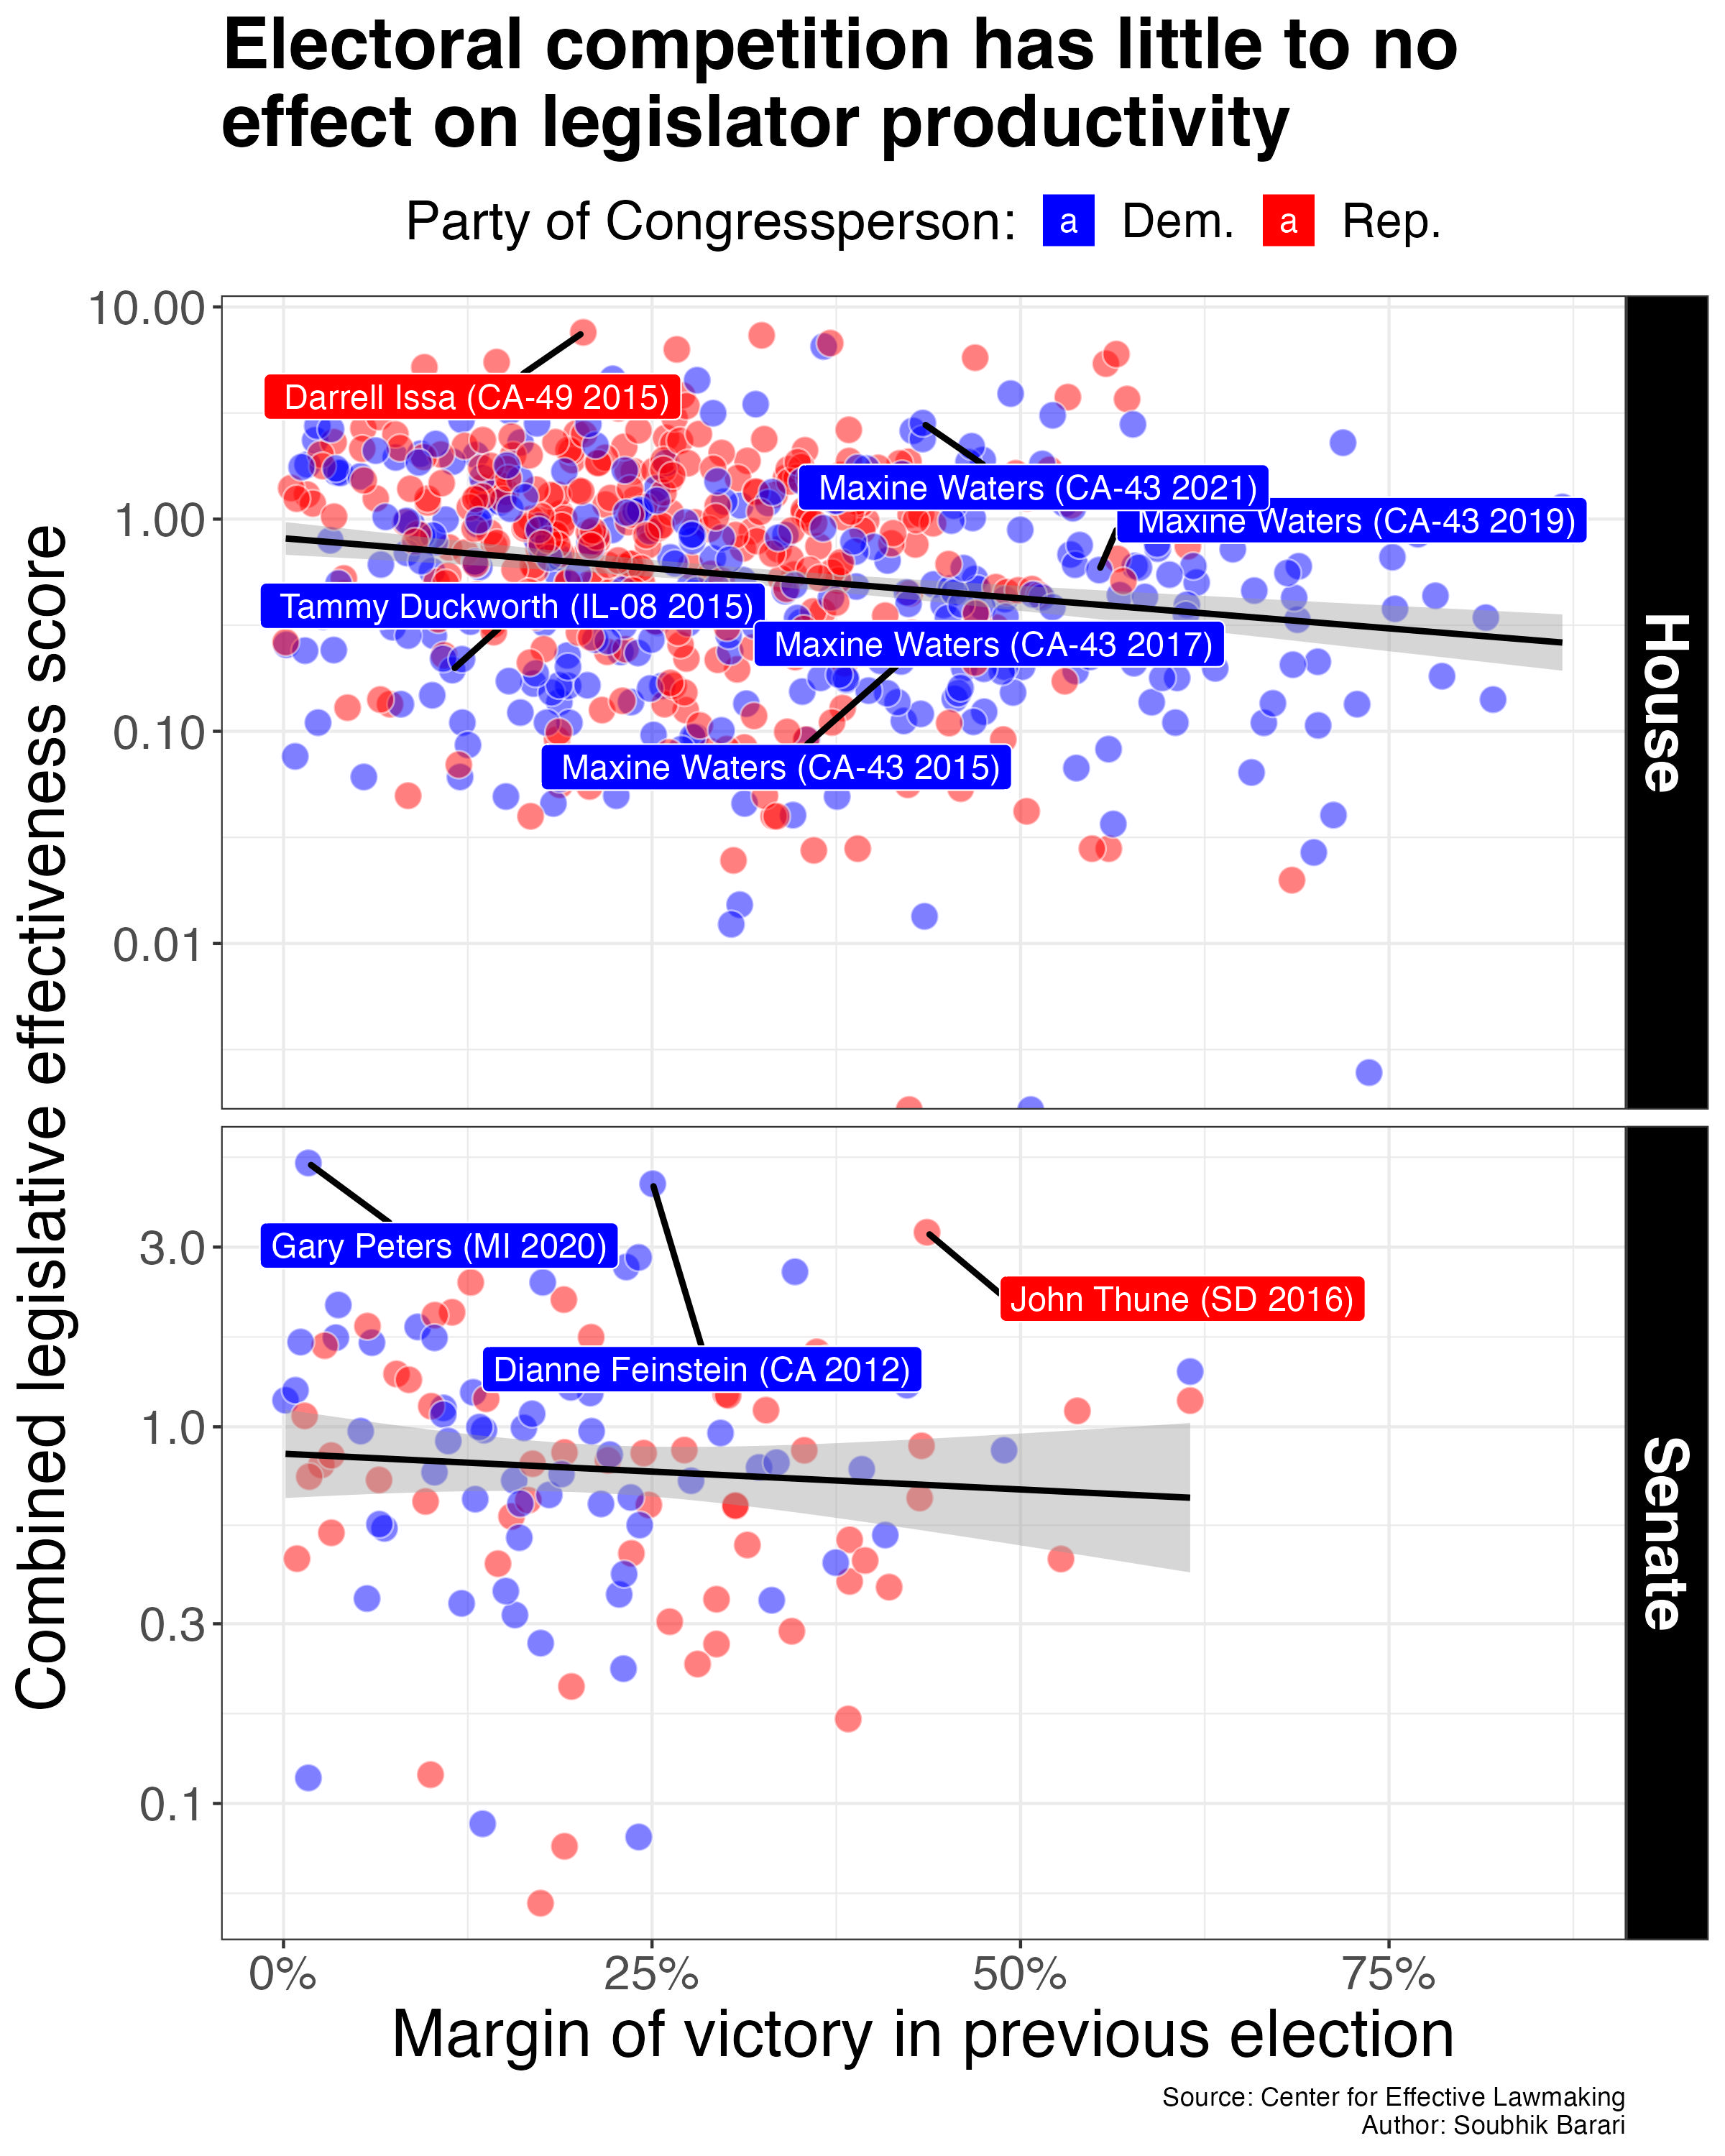 Electoral competition has little to no
effect on legislator productivity
Party of Congressperson: a Dem. a Rep.
Combined legislative effectiveness score
10.00
1.00
0.10
0.01
Darrell Issa (CA-49 2015)
Maxine Waters (CA-43 2021)
Maxine Waters (CA-43 2019)
Tammy Duckworth (IL-08 2015)
Maxine Waters (CA-43 2017)
Maxine Waters (CA-43 2015)
House
3.0
1.0
0.3
0.1
Gary Peters (MI 2020)
John Thune (SD 2016)
Dianne Feinstein (CA 2012)
Senate
0% 25% 50% 75%
Margin of victory in previous election
Source: Center for Effective Lawmaking
Author: Soubhik Barari